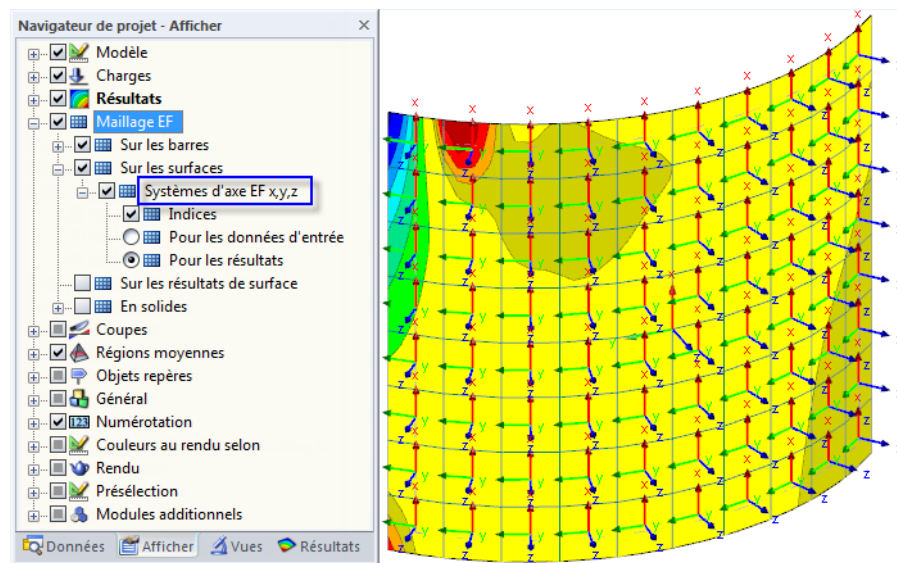 Navigateur de projet - Afficher
Modèle
Charges
Résultats
Maillage EF
Sur les barres
Sur les surfaces
Systèmes d'axe EF x,y,z
Indices
Pour les données d'entrée
Pour les résultats
Sur les résultats de surface
En solides
Coupes
Régions moyennes
Objets repères
Général
123 Numérotation
Couleurs au rendu selon
Rendu
Présélection
Modules additionnels
Données Afficher Vues Résultats